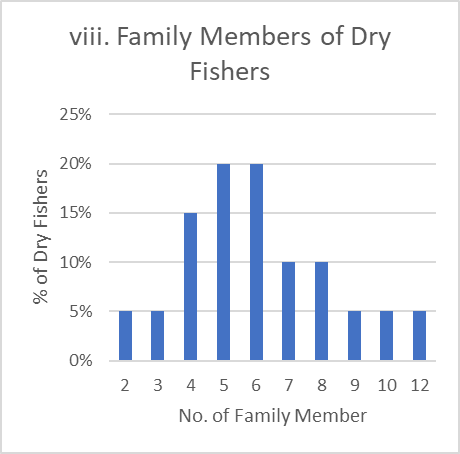 viii. Family Members of Dry
Fishers
25%
20%
15%
10%
5%
0%
% of Dry Fishers
2 3 4 5 6 7 8 9 10 12
No. of Family Member